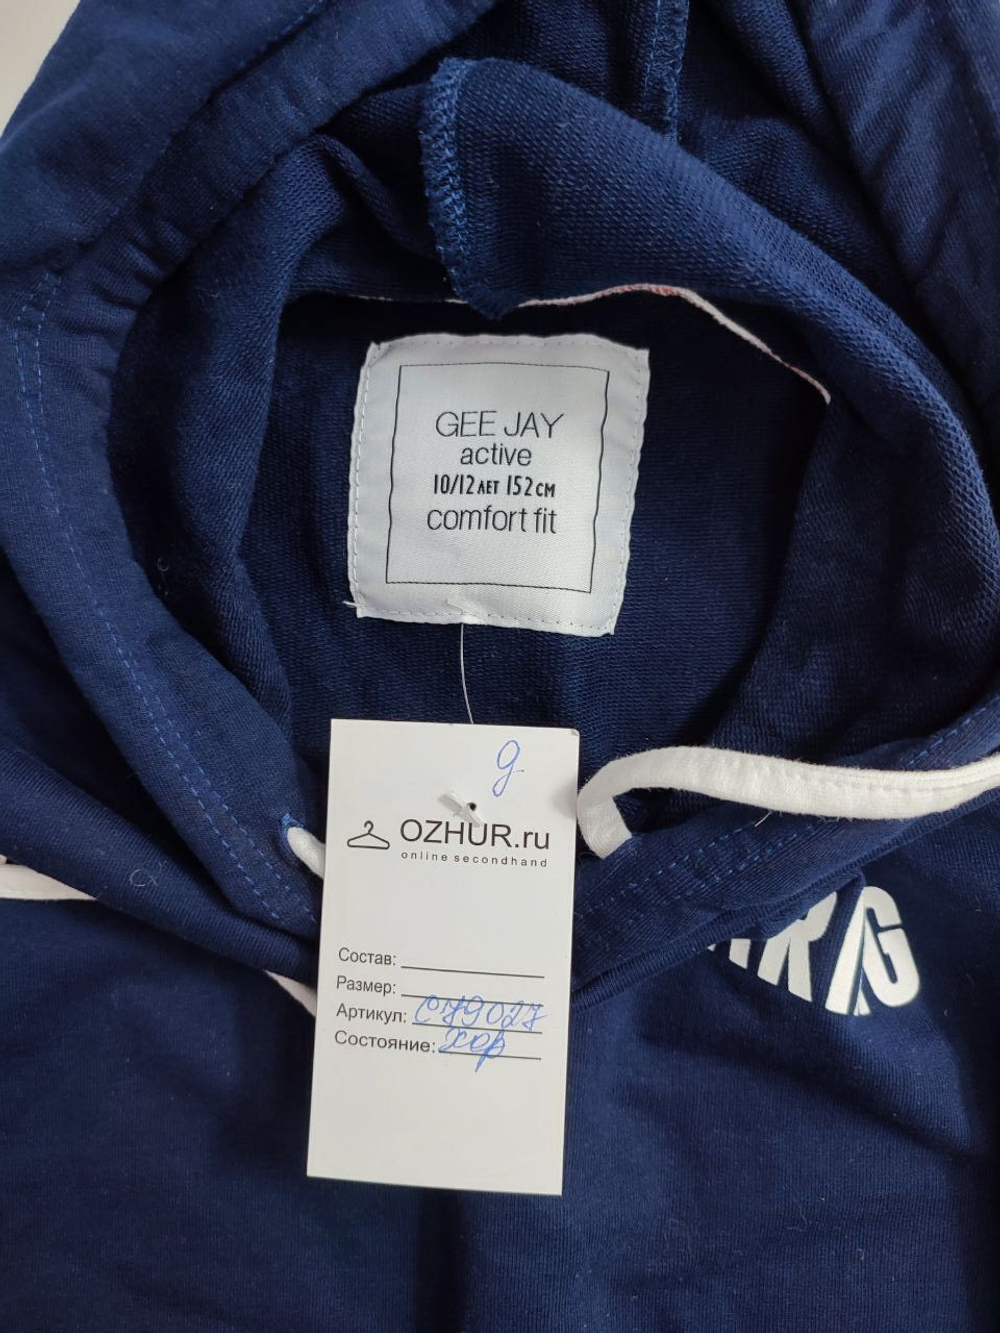 GEE JAY
active
10/12 ЛЕТ 152 СМ
comfort fit
g
OZHUR.ru
online secondhand
Состав:
Размер:
Артикул: С79027
Состояние: Хор